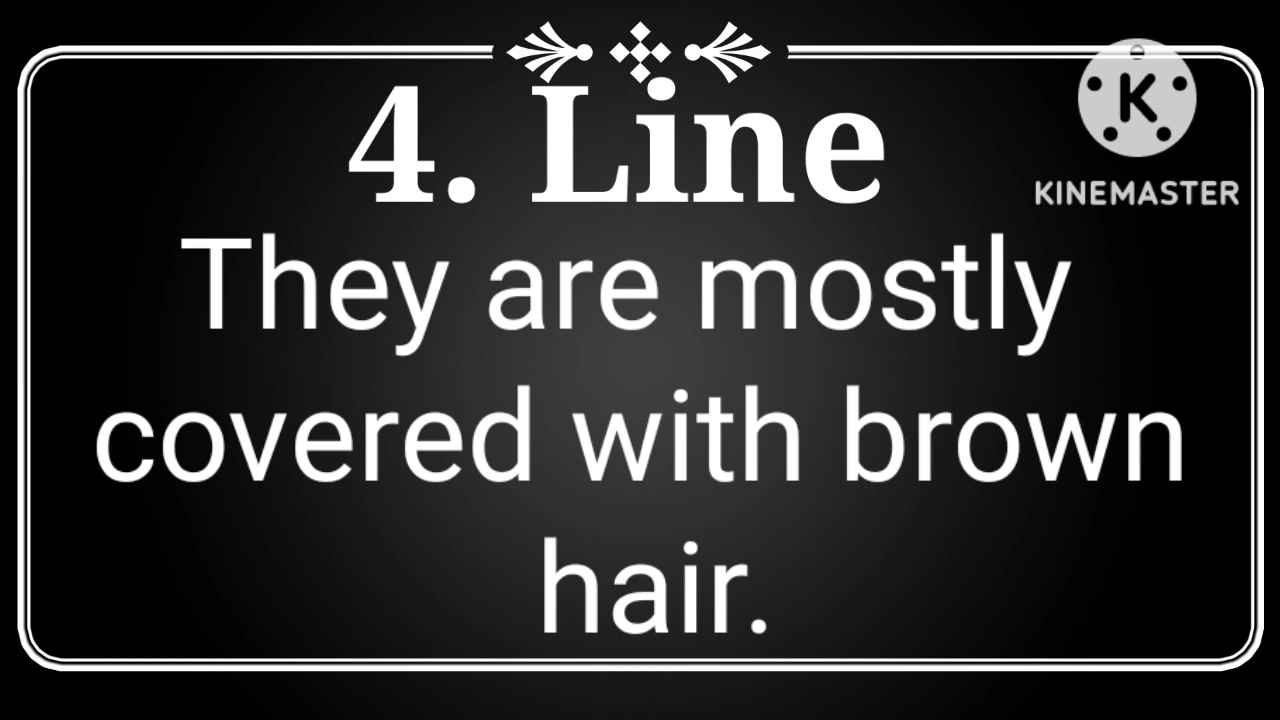 4. Line
KINEMASTER
They are mostly
covered with brown
hair.